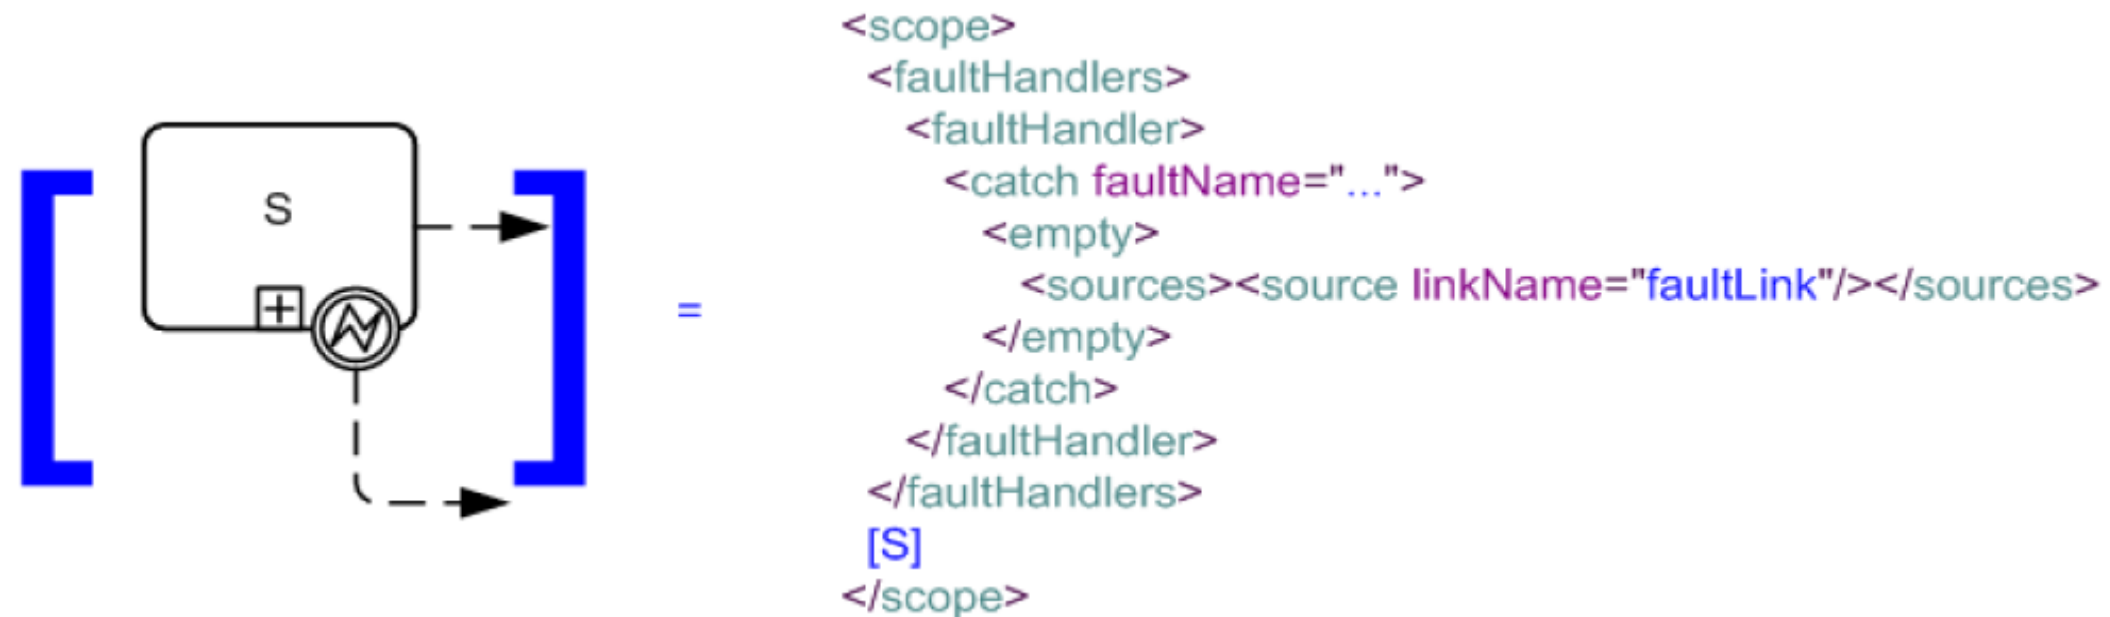 S
=
<scope>
<faultHandlers>
<faultHandler>
<catch faultName="...">
<empty>
<sources><source linkName="faultLink"/></sources>
</empty>
</catch>
</faultHandler>
</faultHandlers>
[S]
</scope>